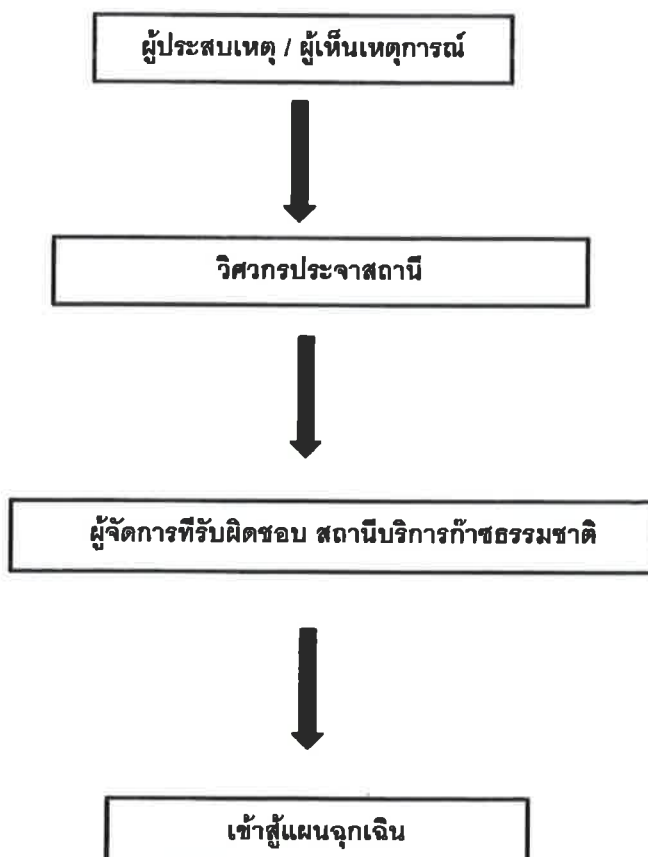 ผู้ประสบเหตุ / ผู้เห็นเหตุการณ์
วิศวกรประจาสถานี
ผู้จัดการที่รับผิดชอบ สถานีบริการก๊าซธรรมชาติ
เข้าสู่แผนฉุกเฉิน